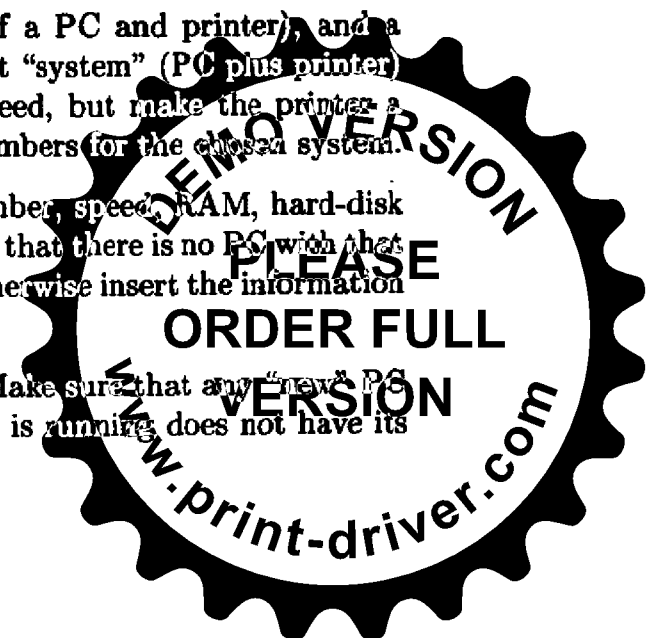 f a PC and printer), and a
t “system” (PC plus printer)
eed, but make the printer a
mbers for the chosen system.
nber, speed, RAM, hard-disk
that there is no PC with that
nerwise insert the information
Make sure that any “new” PC
is running does not have its
DEMO VERSION
PLEASE
ORDER FULL
VERSION
www.print-driver.com